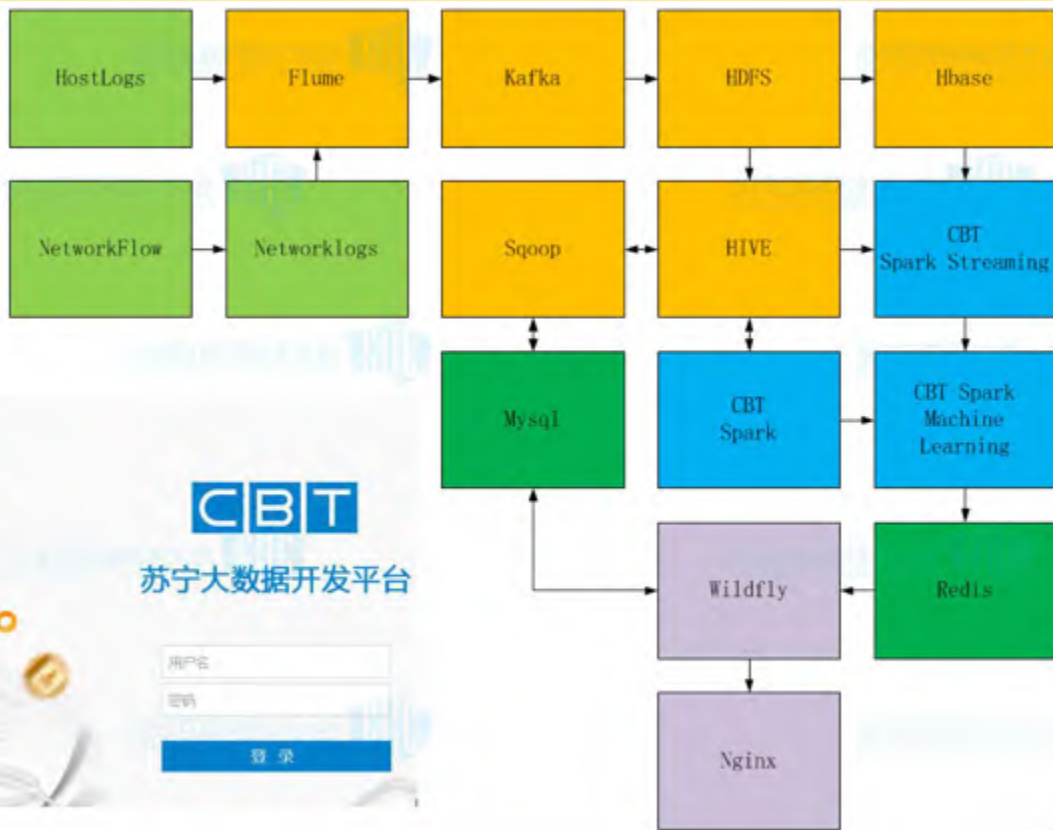 HostLogs
Flume
Kafka
HDFS
Hbase
NetworkFlow
Networklogs
Sqoop
HIVE
CBT
Spark Streaming
Mysql
CBT
Spark
CBT Spark
Machine
Learning
CBT
苏宁大数据开发平台
用户名
密码
登 录
Wildfly
Redis
Nginx